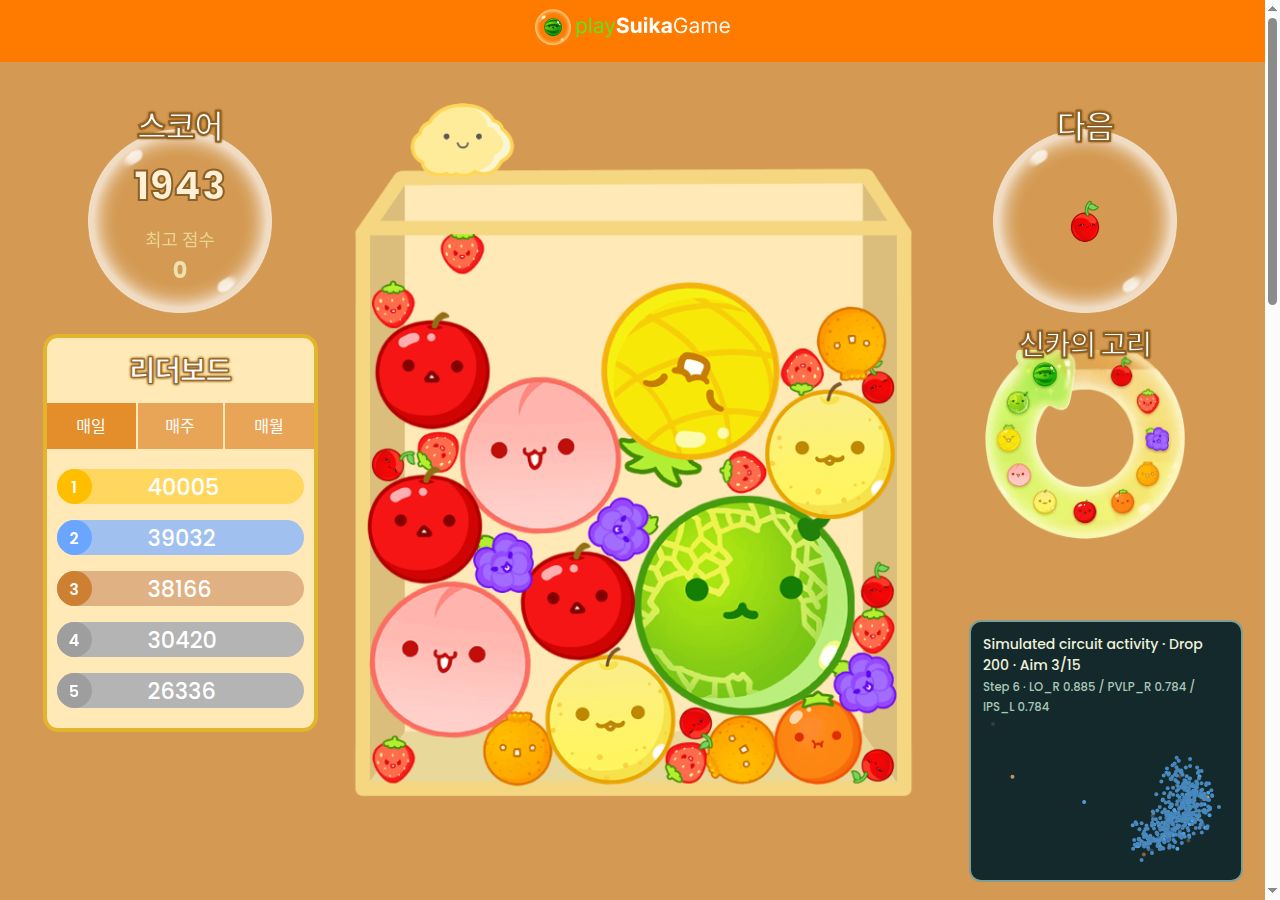 playSuikaGame
스코어
1943
최고 점수
0
다음
신카의 고리
리더보드
매일 매주 매월
1 40005
2 39032
3 38166
4 30420
5 26336
Simulated circuit activity · Drop
200 · Aim 3/15
Step 6 · LO_R 0.885 / PVLP_R 0.784 /
IPS_L 0.784